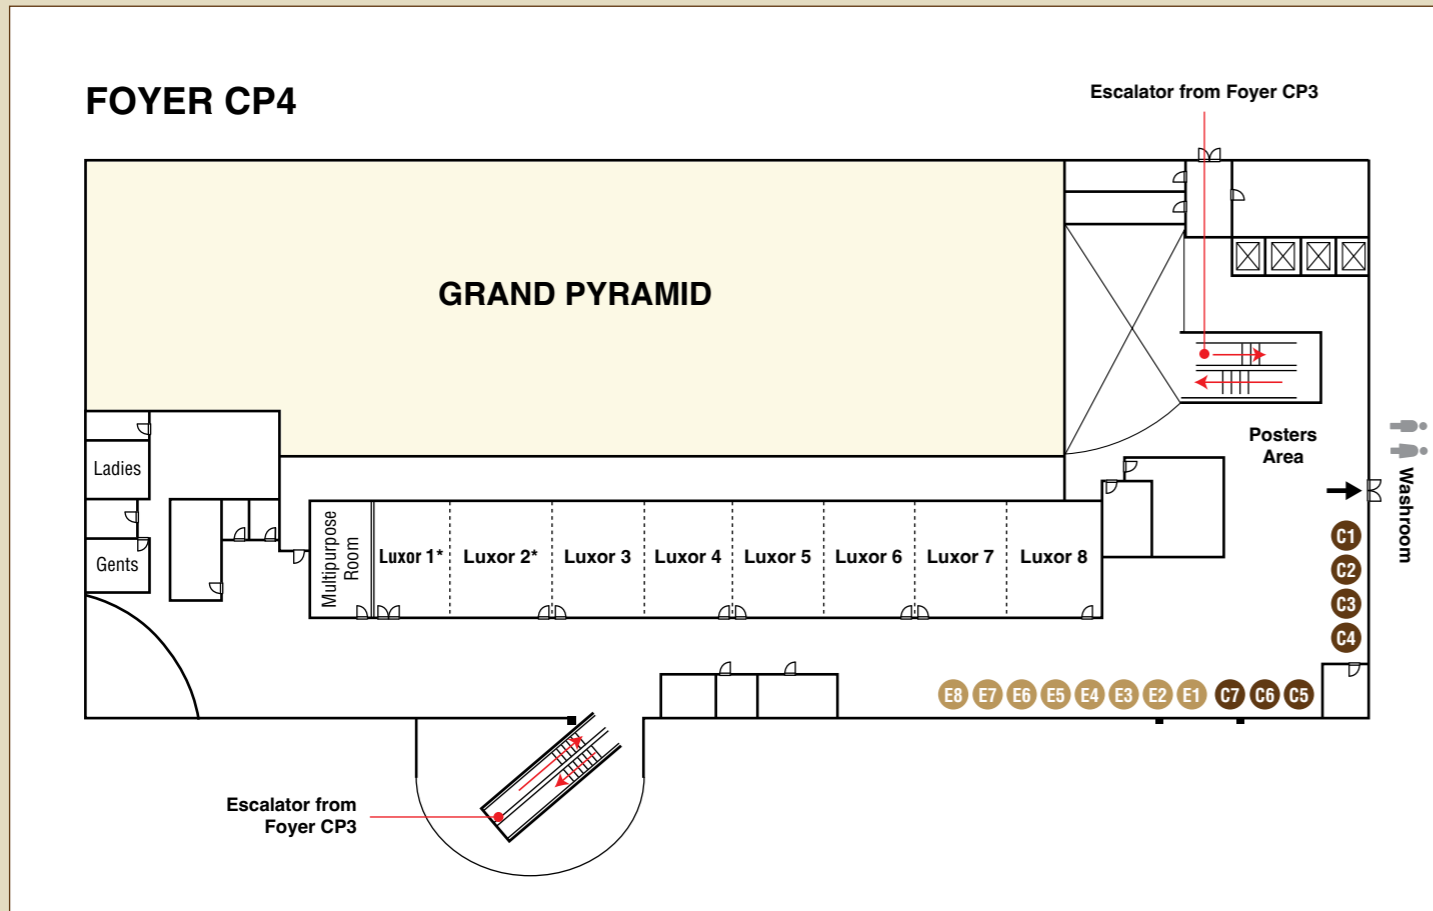 FOYER CP4
Escalator from Foyer CP3
GRAND PYRAMID
Posters
Area
Washroom
Ladies
Gents
Multipurpose
Room
Luxor 1*
Luxor 2*
Luxor 3
Luxor 4
Luxor 5
Luxor 6
Luxor 7
Luxor 8
C1
C2
C3
C4
E8 E7 E6 E5 E4 E3 E2 E1 C7 C6 C5
Escalator from
Foyer CP3